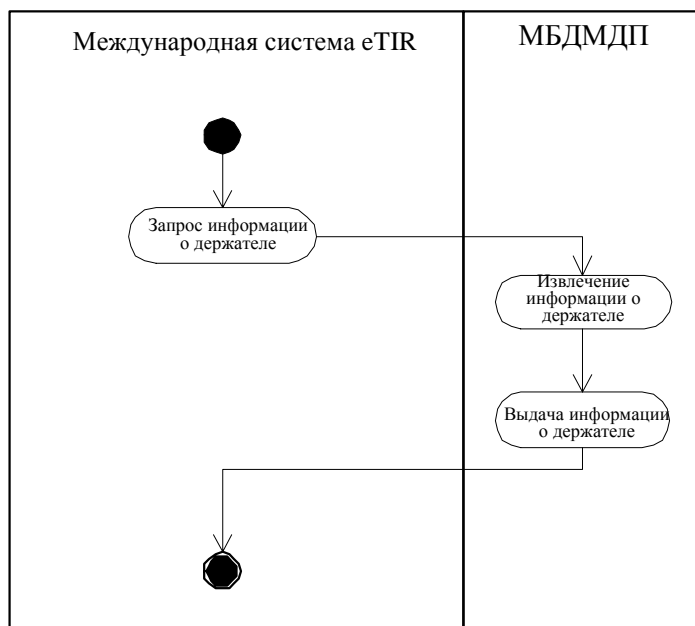 Международная система eTIR
МБДМДП
Запрос информации
о держателе
Извлечение
информации о
держателе
Выдача информации
о держателе